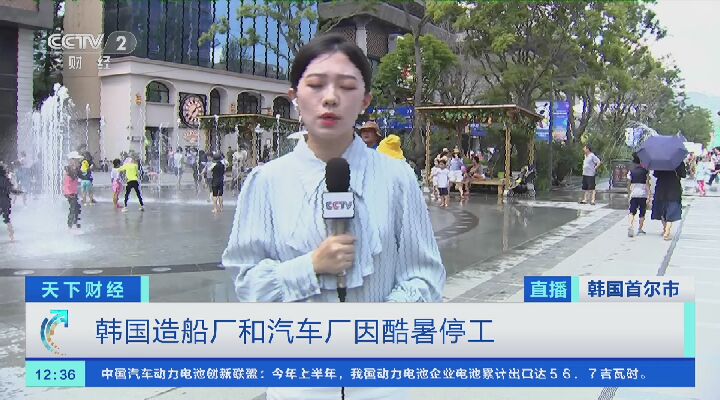 CCTV 2
财经
CCTV
天下财经
直播
韩国首尔市
韩国造船厂和汽车厂因酷暑停工
12:36
中国汽车动力电池创新联盟：今年上半年，我国动力电池企业电池累计出口达56．7吉瓦时。